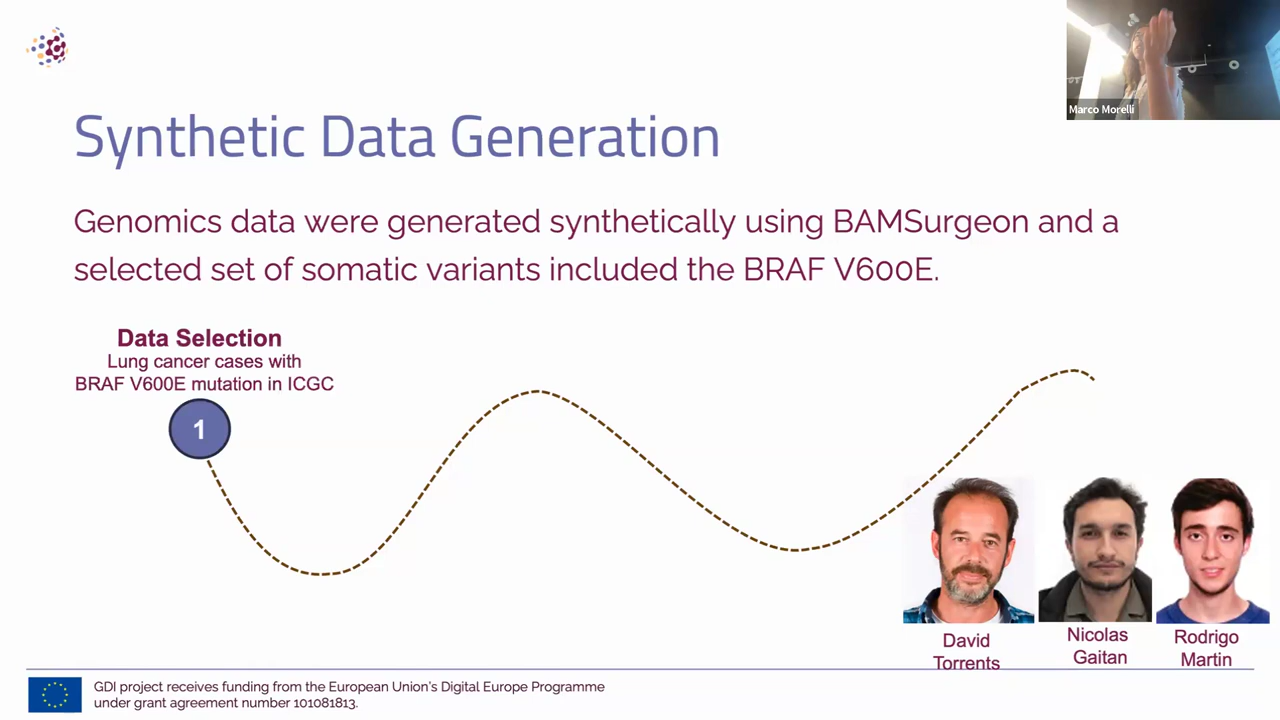 Marco Morelli
Synthetic Data Generation
Genomics data were generated synthetically using BAMSurgeon and a
selected set of somatic variants included the BRAF V600E.
Data Selection
Lung cancer cases with
BRAF V600E mutation in ICGC
1
David
Torrents
Nicolas
Gaitan
Rodrigo
Martin
GDI project receives funding from the European Union's Digital Europe Programme
under grant agreement number 101081813.